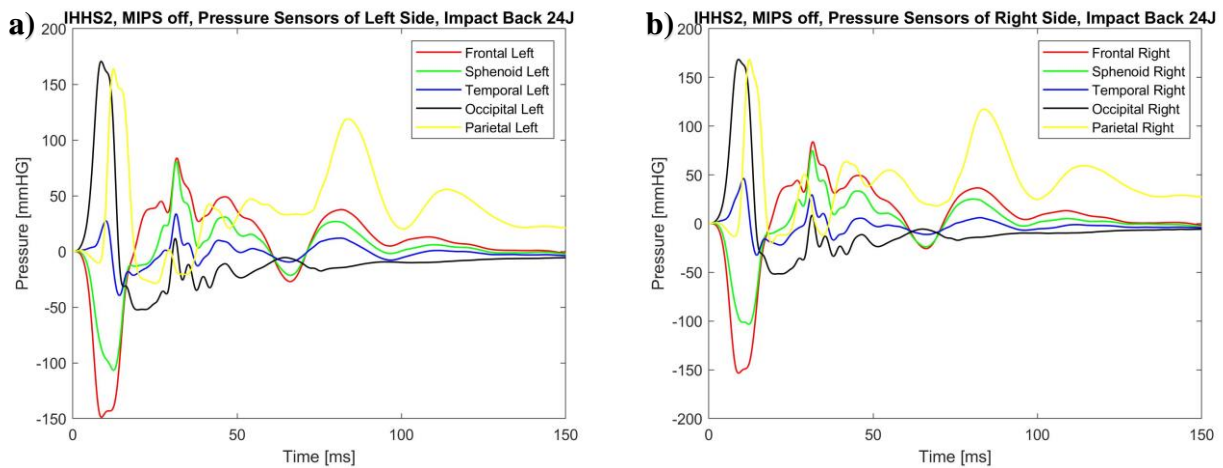 a)
IHHS2, MIPS off, Pressure Sensors of Left Side, Impact Back 24J
200
150
100
50
0
-50
-100
-150
Pressure [mmHG]
0
50
100
150
Time [ms]
Frontal Left
Sphenoid Left
Temporal Left
Occipital Left
Parietal Left
b)
IHHS2, MIPS off, Pressure Sensors of Right Side, Impact Back 24J
200
150
100
50
0
-50
-100
-150
-200
Pressure [mmHG]
0
50
100
150
Time [ms]
Frontal Right
Sphenoid Right
Temporal Right
Occipital Right
Parietal Right